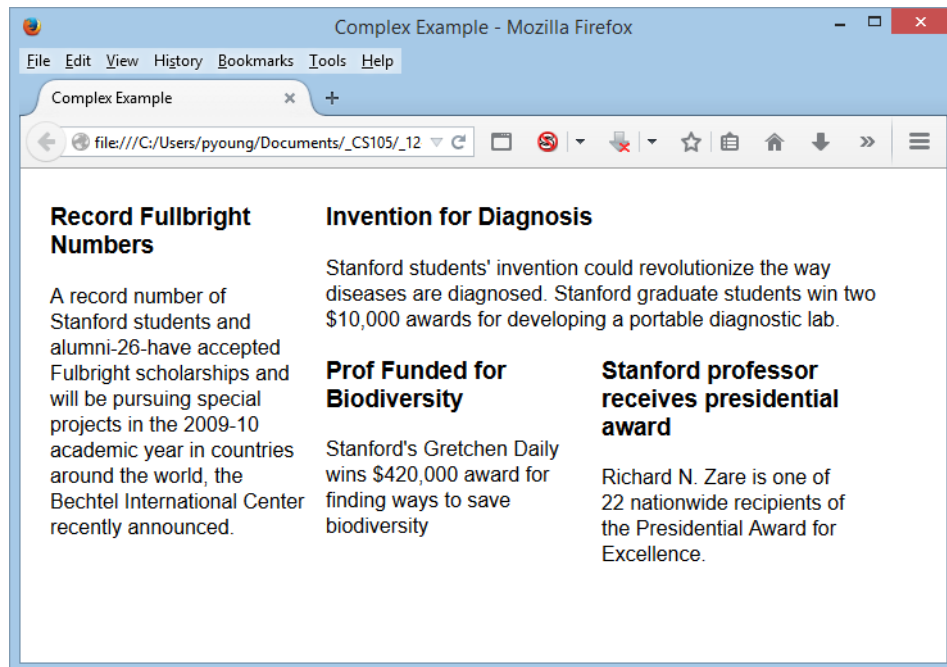 Complex Example - Mozilla Firefox
File Edit View History Bookmarks Tools Help
Complex Example
file:///C:/Users/pyoung/Documents/_CS105/_12
Record Fullbright
Numbers
A record number of
Stanford students and
alumni-26-have accepted
Fulbright scholarships and
will be pursuing special
projects in the 2009-10
academic year in countries
around the world, the
Bechtel International Center
recently announced.
Invention for Diagnosis
Stanford students' invention could revolutionize the way
diseases are diagnosed. Stanford graduate students win two
$10,000 awards for developing a portable diagnostic lab.
Prof Funded for
Biodiversity
Stanford's Gretchen Daily
wins $420,000 award for
finding ways to save
biodiversity
Stanford professor
receives presidential
award
Richard N. Zare is one of
22 nationwide recipients of
the Presidential Award for
Excellence.